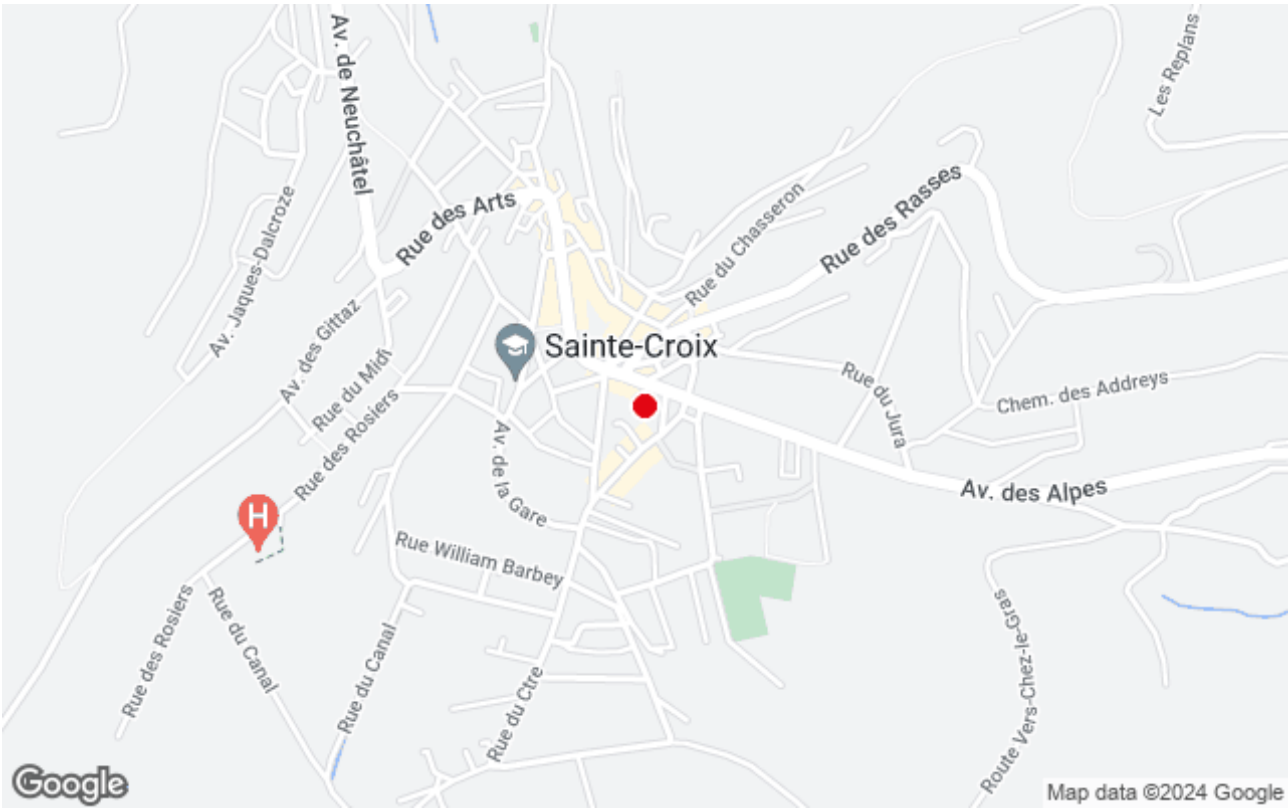 Av. de Neuchâtel
Les Replans
Rue des Arts
Av. Jaques-Dalcroze
Rue du Chasseron
Rue des Rasses
Av. des Gittaz
Rue du Midi
Sainte-Croix
Rue du Jura
Chem. des Addreys
Rue des Rosiers
Av. de la Gare
Av. des Alpes
H
Rue William Barbey
Rue des Rosiers
Rue du Canal
Rue du Canal
Rue du Ctre
Route Vers-Chez-le-Gras
Google
Map data ©2024 Google